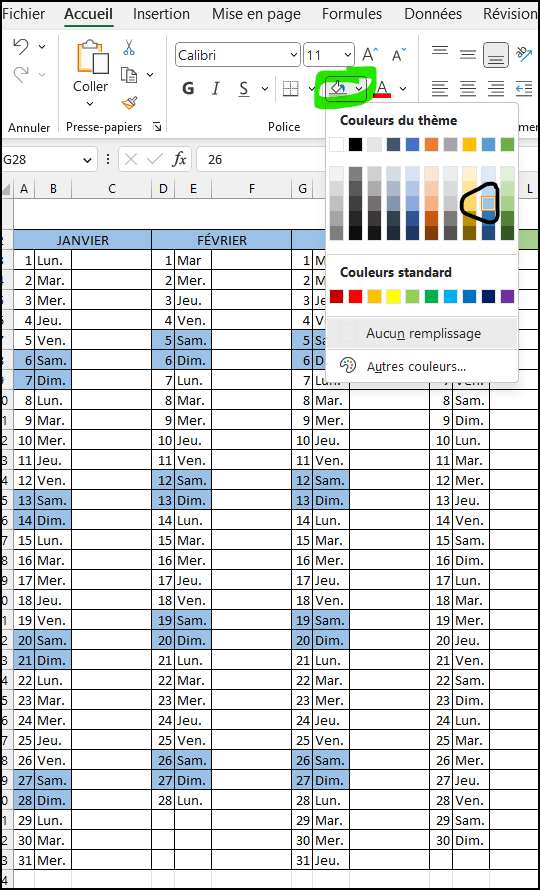 Fichier Accueil Insertion Mise en page Formules Données Révision
Calibri 11 A A
Coller G I S A
Annuler Presse-papiers Police
Couleurs du thème
G28 fx 26
A B C D E F G L
JANVIER FÉVRIER
1 Lun. 1 Mar 1
2 Mar. 2 Mer. 2
Couleurs standard
3 Mer. 3 Jeu. 3
4 Jeu. 4 Ven. 4
5 Ven. 5 Sam. 5
Aucun remplissage
6 Sam. 6 Dim. 6
Autres couleurs...
7 Dim. 7 Lun. 7 Lun. Ven.
8 Lun. 8 Mar. 8 Mar. 8 Sam.
9 Mar. 9 Mer. 9 Mer. 9 Dim.
10 Mer. 10 Jeu. 10 Jeu. 10 Lun.
11 Jeu. 11 Ven. 11 Ven. 11 Mar.
12 Ven. 12 Sam. 12 Sam. 12 Mer.
13 Sam. 13 Dim. 13 Dim. 13 Jeu.
14 Dim. 14 Lun. 14 Lun. 14 Ven.
15 Lun. 15 Mar. 15 Mar. 15 Sam.
16 Mar. 16 Mer. 16 Mer. 16 Dim.
17 Mer. 17 Jeu. 17 Jeu. 17 Lun.
18 Jeu. 18 Ven. 18 Ven. 18 Mar.
19 Ven. 19 Sam. 19 Sam. 19 Mer.
20 Sam. 20 Dim. 20 Dim. 20 Jeu.
21 Dim. 21 Lun. 21 Lun. 21 Ven.
22 Lun. 22 Mar. 22 Mar. 22 Sam.
23 Mar. 23 Mer. 23 Mer. 23 Dim.
24 Mer. 24 Jeu. 24 Jeu. 24 Lun.
25 Jeu. 25 Ven. 25 Ven. 25 Mar.
26 Ven. 26 Sam. 26 Sam. 26 Mer.
27 Sam. 27 Dim. 27 Dim. 27 Jeu.
28 Dim. 28 Lun. 28 Lun. 28 Ven.
29 Lun. 29 Mar. 29 Sam.
30 Mar. 30 Mer. 30 Dim.
31 Mer. 31 Jeu.